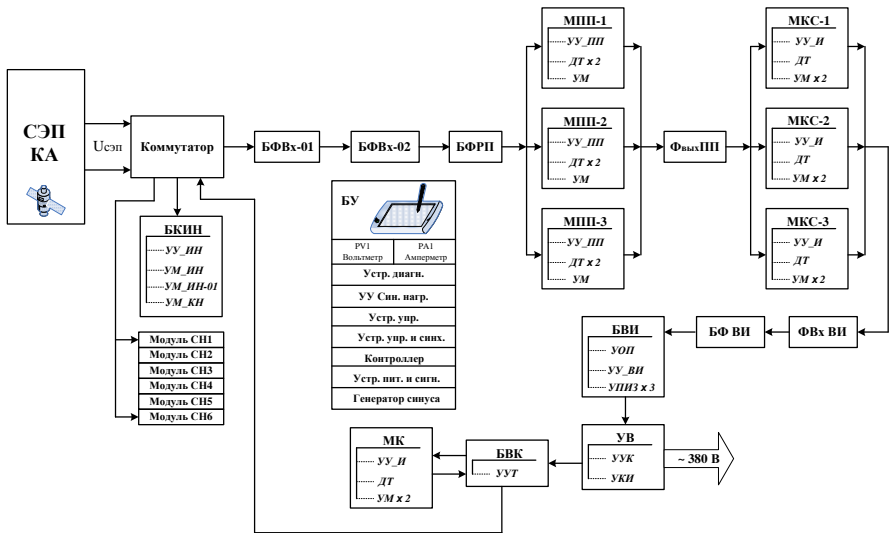 СЭП
КА
Uсэп
Коммутатор
БФВх-01
БФВх-02
БФРП
МПП-1
УУ_ПП
ДТ х 2
УМ
МПП-2
УУ_ПП
ДТ х 2
УМ
МПП-3
УУ_ПП
ДТ х 2
УМ
ФвыхПП
МКС-1
УУ_И
ДТ
УМ х 2
МКС-2
УУ_И
ДТ
УМ х 2
МКС-3
УУ_И
ДТ
УМ х 2
БКИН
УУ_ИН
УМ_ИН
УМ_ИН-01
УМ_КН
Модуль СН1
Модуль СН2
Модуль СН3
Модуль СН4
Модуль СН5
Модуль СН6
БУ
PV1
Вольтметр
PA1
Амперметр
Устр. диагн.
УУ Син. нагр.
Устр. упр.
Устр. упр. и синх.
Контроллер
Устр. пит. и сигн.
Генератор синуса
БВИ
УОП
УУ_ВИ
УПИЗ х 3
БФ ВИ
ФВх ВИ
МК
УУ_И
ДТ
УМ х 2
БВК
УУТ
УВ
УУК
УКИ
~ 380 В